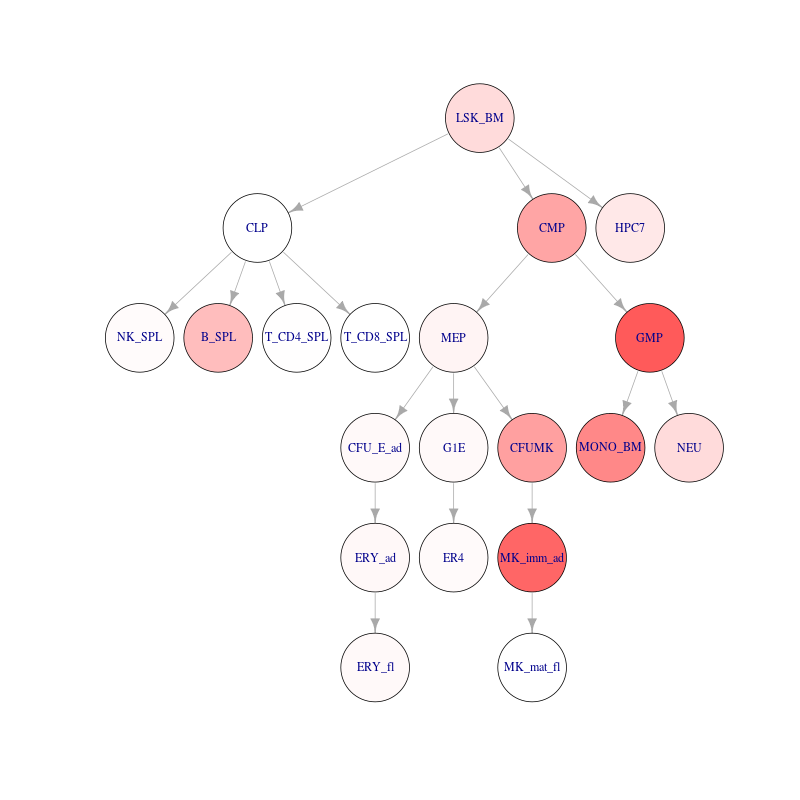 LSK_BM
CLP
CMP
HPC7
NK_SPL
B_SPL
T_CD4_SPL
T_CD8_SPL
MEP
GMP
CFU_E_ad
G1E
CFUMK
MONO_BM
NEU
ERY_ad
ER4
MK_imm_ad
ERY_fl
MK_mat_fl